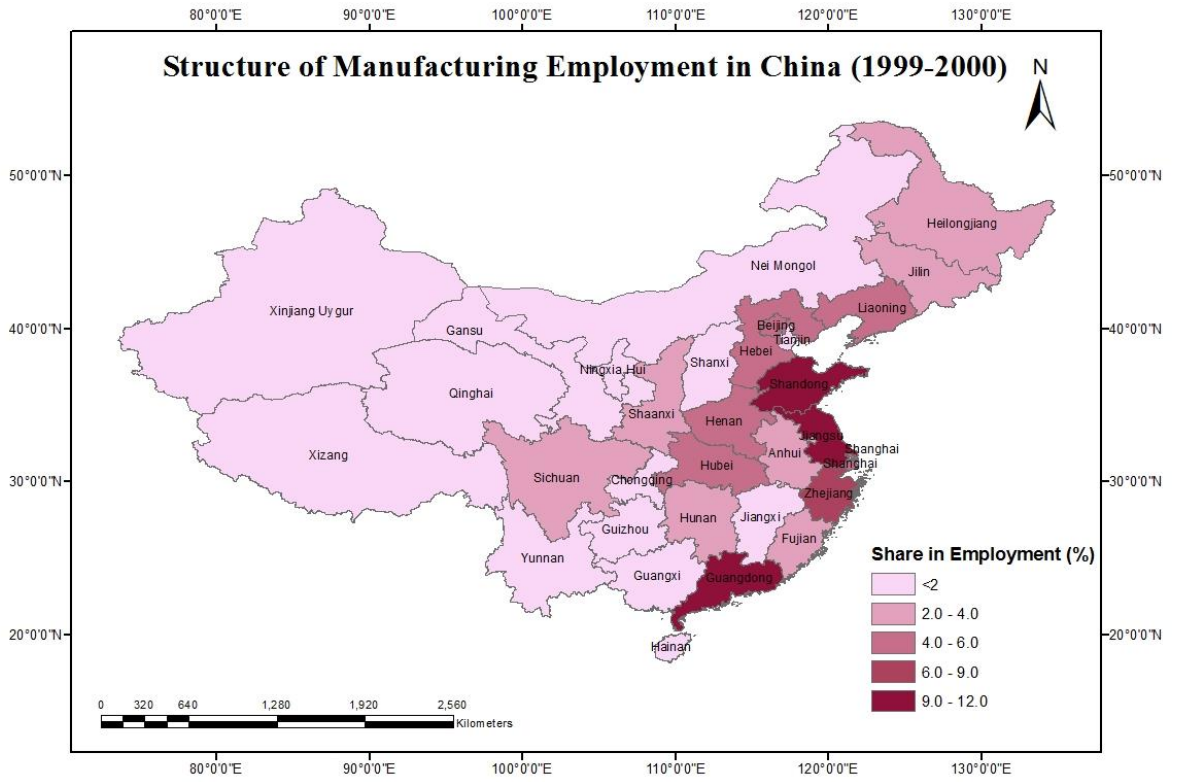 80°0'0"E 90°0'0"E 100°0'0"E 110°0'0"E 120°0'0"E 130°0'0"E
Structure of Manufacturing Employment in China (1999-2000)
N
50°0'0"N 50°0'0"N
Heilongjiang
Nei Mongol
Jilin
Xinjiang Uygur
Liaoning
40°0'0"N 40°0'0"N
Gansu
Beijing
Tianjin
Hebei
Shanxi
Ningxia Hui
Shandong
Qinghai
Shaanxi
Henan
Jiangsu
Shanghai
Xizang
Anhui
Shanghai
Hubei
Sichuan
Chongqing
30°0'0"N 30°0'0"N
Zhejiang
Hunan
Jiangxi
Guizhou
Fujian
Yunnan
Share in Employment (%)
Guangxi
Guangdong
<2
2.0 - 4.0
20°0'0"N 20°0'0"N
4.0 - 6.0
Hainan
6.0 - 9.0
9.0 - 12.0
0 320 640 1,280 1,920 2,560
Kilometers
80°0'0"E 90°0'0"E 100°0'0"E 110°0'0"E 120°0'0"E 130°0'0"E